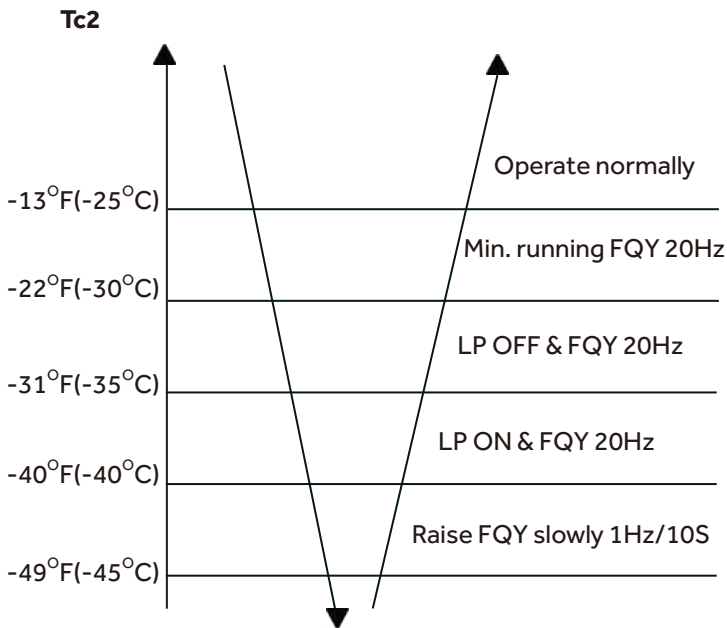 Tc2
Operate normally
-13°F(-25°C)
Min. running FQY 20Hz
-22°F(-30°C)
LP OFF & FQY 20Hz
-31°F(-35°C)
LP ON & FQY 20Hz
-40°F(-40°C)
Raise FQY slowly 1Hz/10S
-49°F(-45°C)